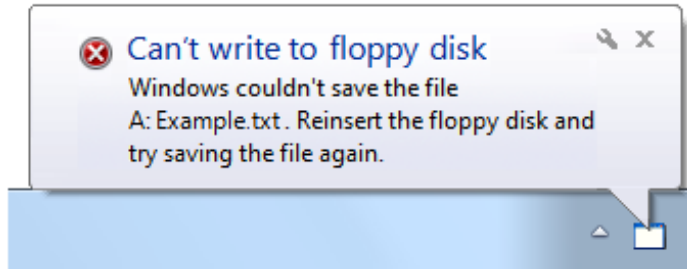 Can't write to floppy disk
Windows couldn't save the file
A: Example.txt. Reinsert the floppy disk and
try saving the file again.